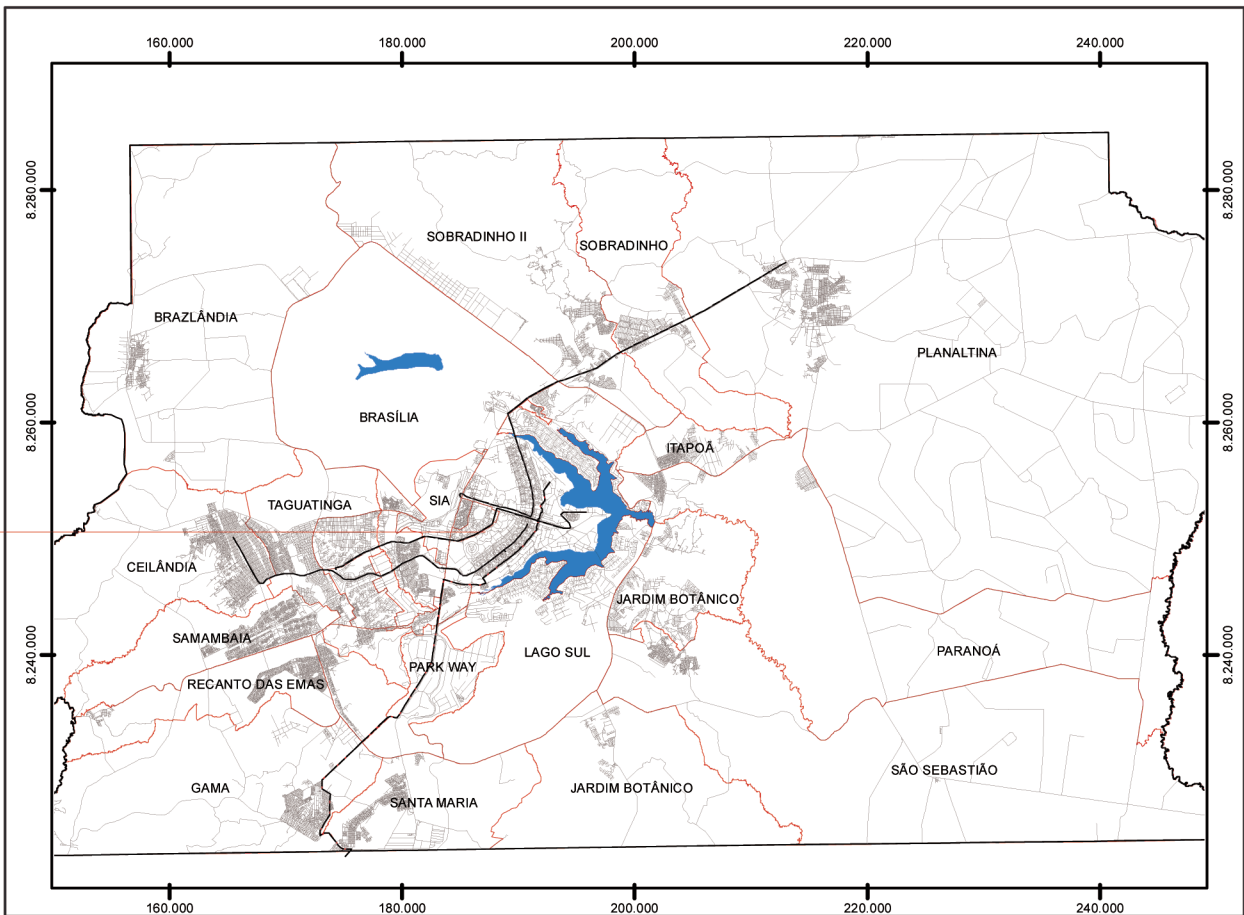 160.000 180.000 200.000 220.000 240.000
8.280.000 8.280.000
SOBRADINHO II
SOBRADINHO
BRAZLÂNDIA
PLANALTINA
BRASÍLIA
8.260.000 8.260.000
ITAPOÃ
SIA
TAGUATINGA
CEILÂNDIA
JARDIM BOTÂNICO
SAMAMBAIA
LAGO SUL
PARANOÁ
8.240.000 8.240.000
PARK WAY
RECANTO DAS EMAS
SÃO SEBASTIÃO
GAMA
JARDIM BOTÂNICO
SANTA MARIA
160.000 180.000 200.000 220.000 240.000